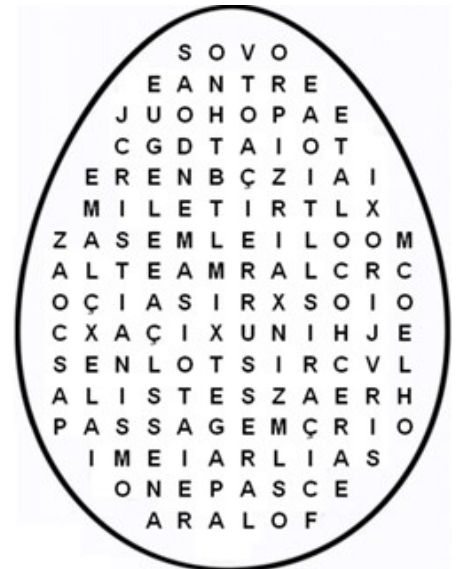 S O V O
E A N T R E
J U O H O P A E
C G D T A I O T
E R E N B Ç Z I A I
M I L E T I R T L X
Z A S E M L E I L O O M
A L T E A M R A L C R C
O Ç I A S I R X S O I O
C X A Ç I X U N I H J E
S E N L O T S I R C V L
A L I S T E S Z A E R H
P A S S A G E M Ç R I O
I M E I A R L I A S
O N E P A S C E
A R A L O F